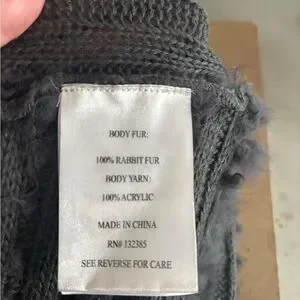 BODY FUR:
100% RABBIT FUR
BODY YARN:
100% ACRYLIC
MADE IN CHINA
RN# 132385
SEE REVERSE FOR CARE